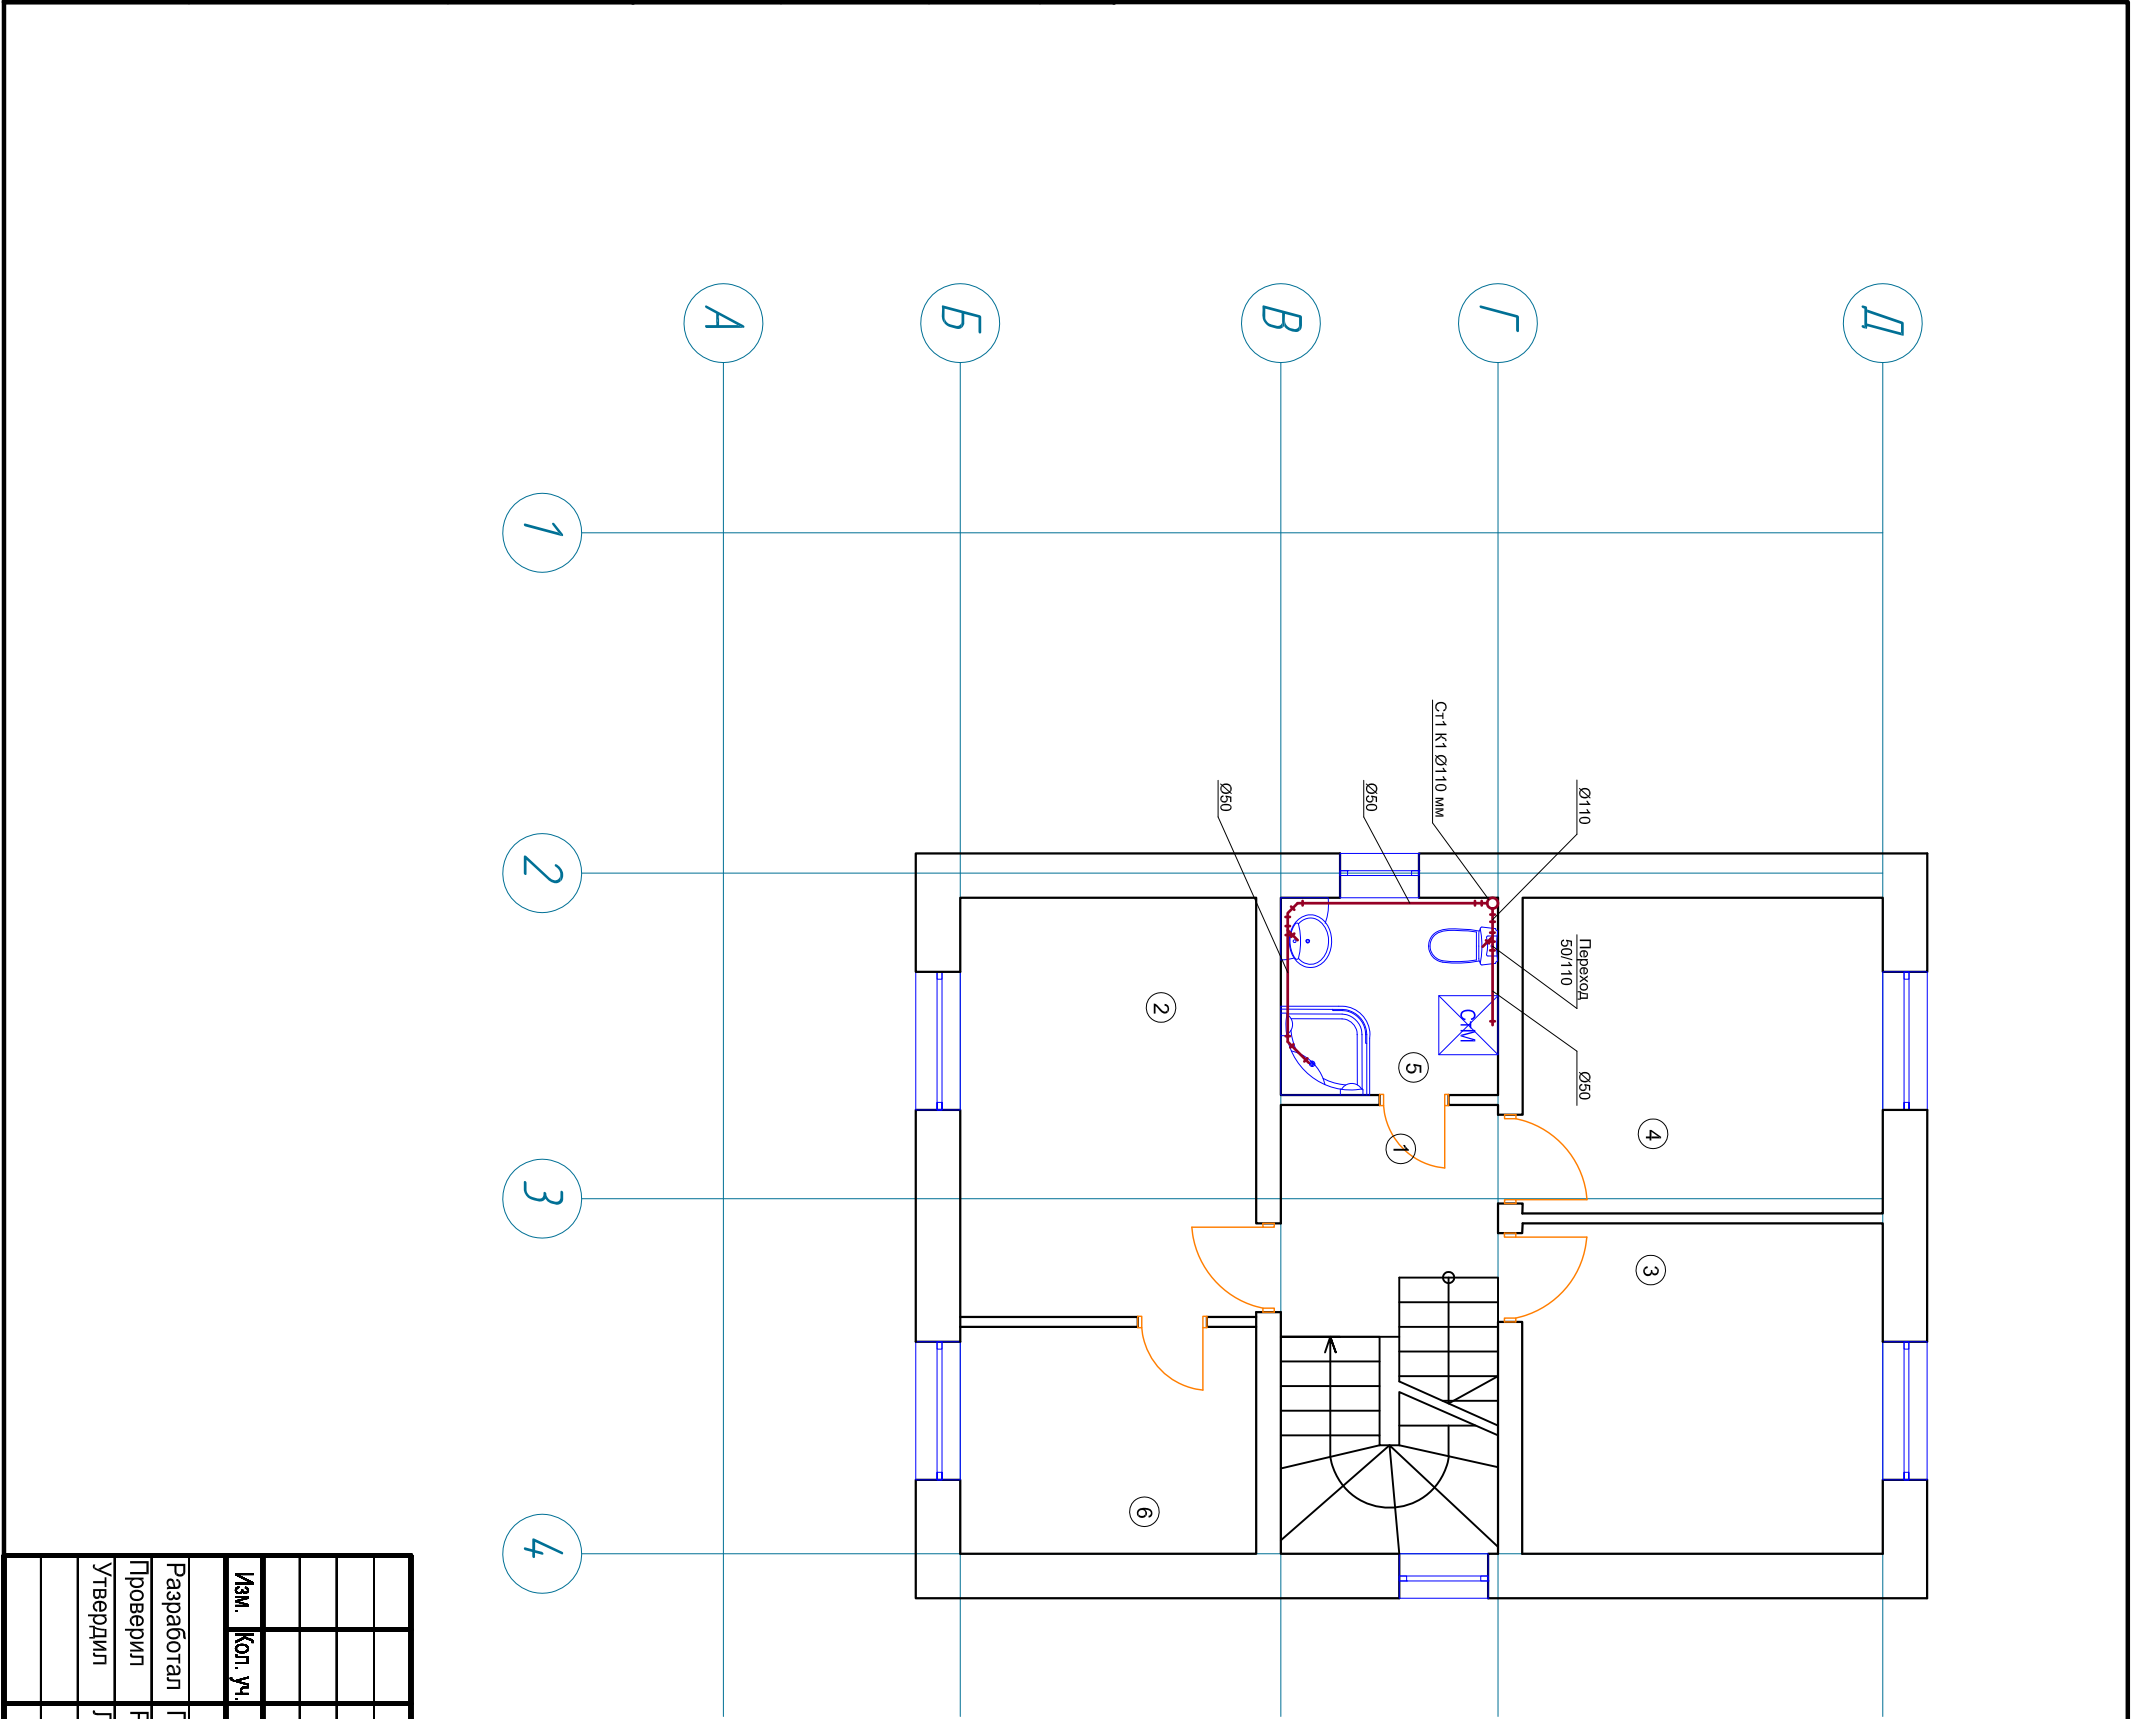 А
Б
В
Г
Д
1
2
3
4
Ст1 К1 Ø110 мм
Ø50
Ø50
Ø110
Переход
50/110
Ø50
СМ
1
2
3
4
5
6
Изм. Кол. уч.
Разработал
Проверил
Утвердил